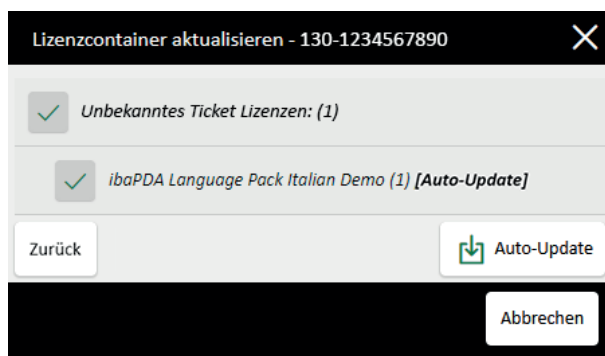 Lizenzcontainer aktualisieren - 130-1234567890
Unbekanntes Ticket Lizenzen: (1)
ibaPDA Language Pack Italian Demo (1) [Auto-Update]
Zurück
Auto-Update
Abbrechen